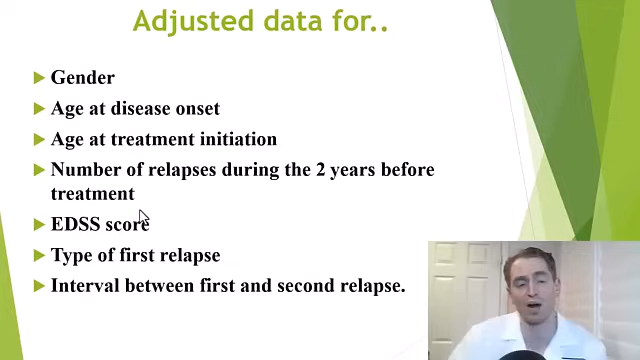 Adjusted data for..
Gender
Age at disease onset
Age at treatment initiation
Number of relapses during the 2 years before
treatment
EDSS score
Type of first relapse
Interval between first and second relapse.